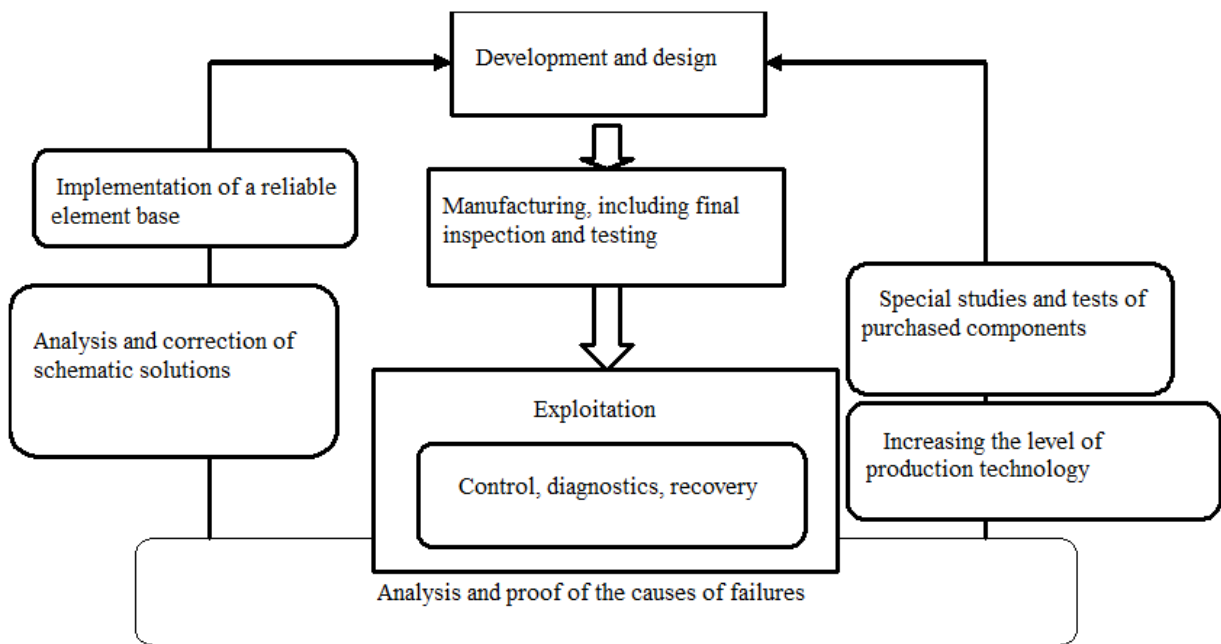 Development and design
Implementation of a reliable
element base
Manufacturing, including final
inspection and testing
Analysis and correction of
schematic solutions
Special studies and tests of
purchased components
Exploitation
Control, diagnostics, recovery
Increasing the level of
production technology
Analysis and proof of the causes of failures